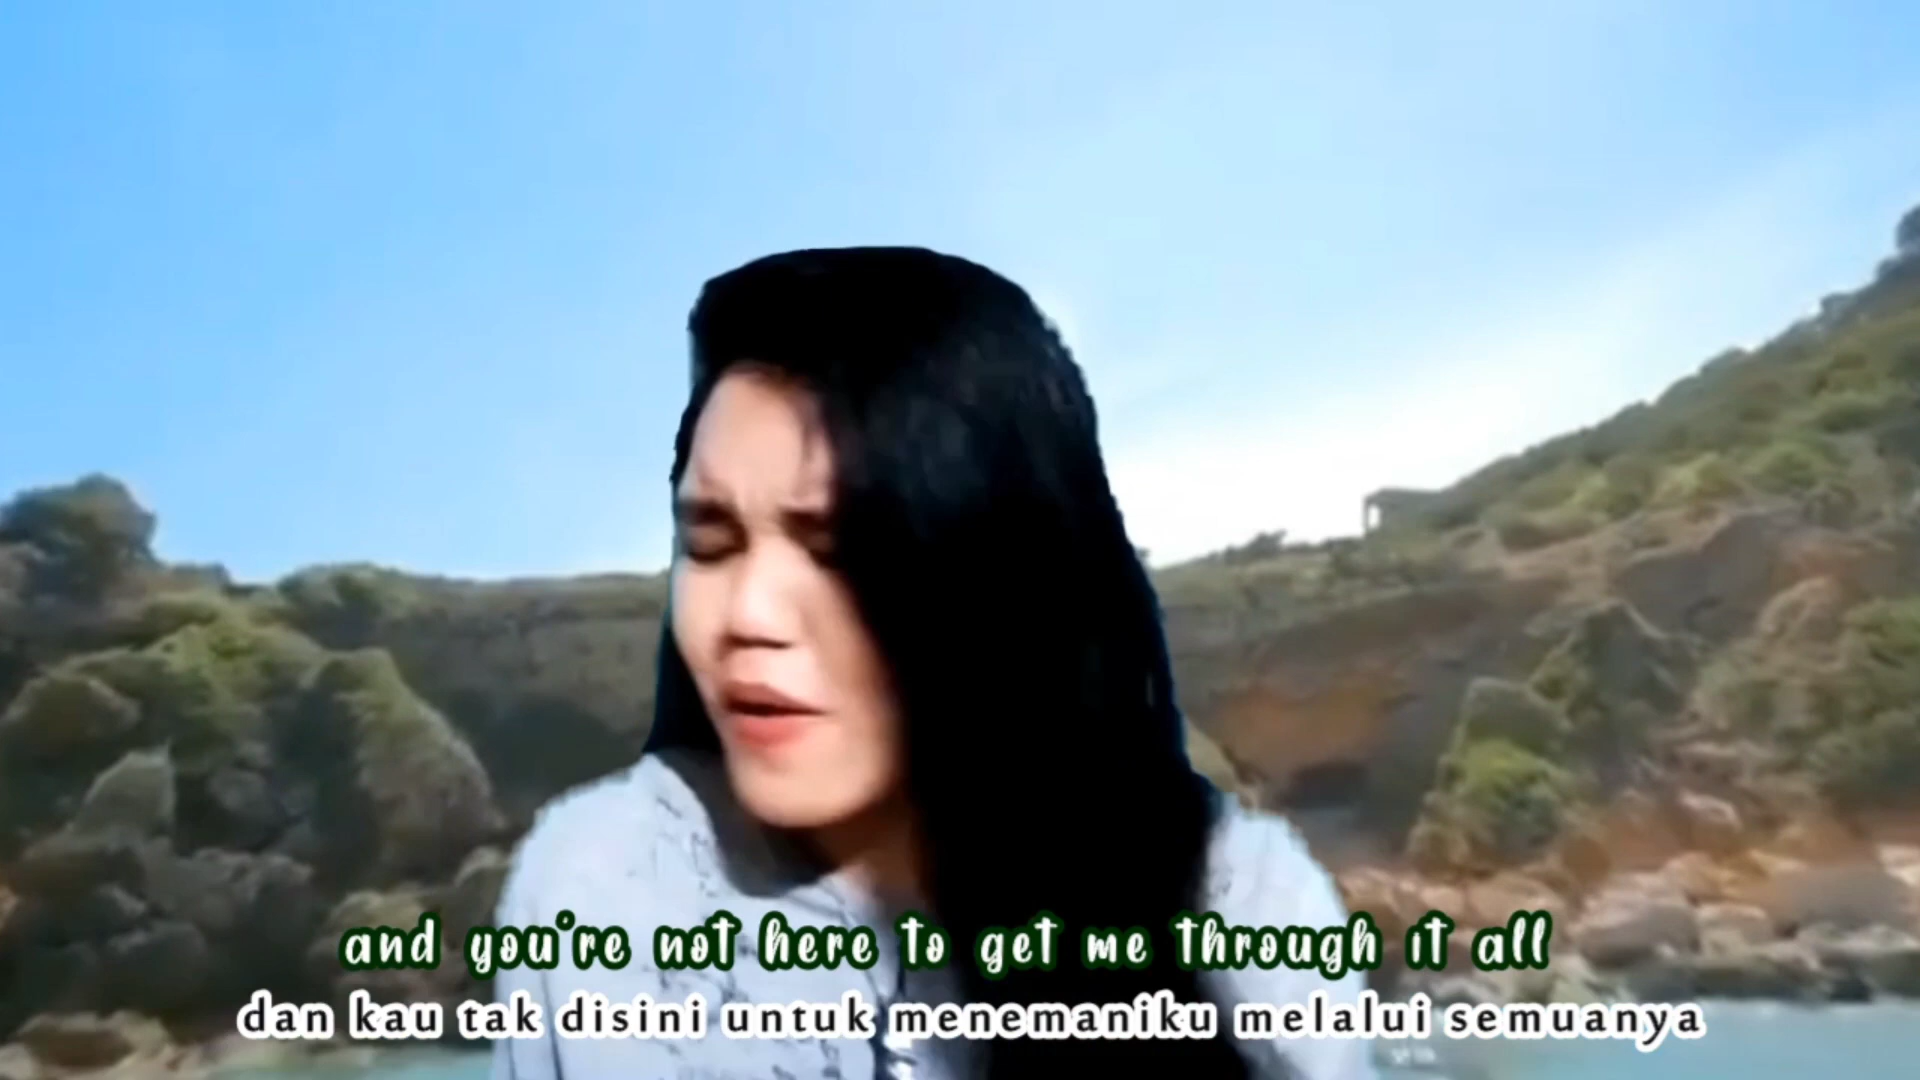 and you're not here to get me through it all
dan kau tak disini untuk menemaniku melalui semuanya